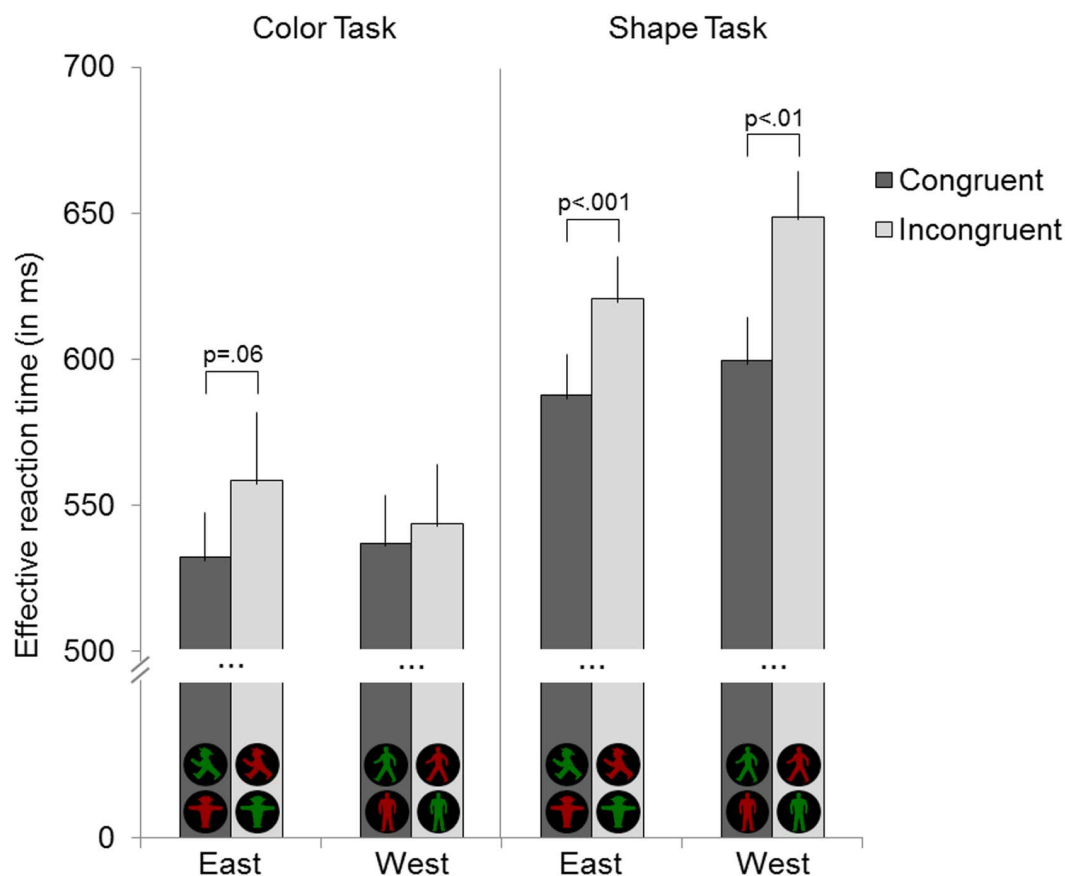 Color Task
Shape Task
700
650
600
550
500
0
Effective reaction time (in ms)
p=.06
p<.001
p<.01
Congruent
Incongruent
...
...
...
...
East
West
East
West